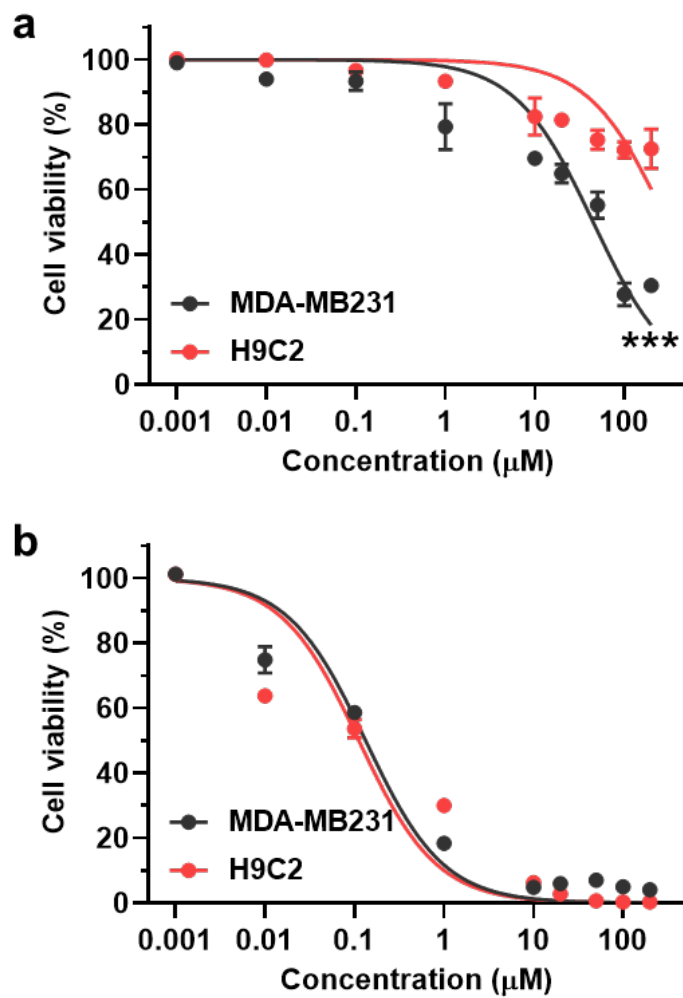 a
Cell viability (%)
100
80
60
40
20
0
MDA-MB231
H9C2
***
0.001 0.01 0.1 1 10 100
Concentration (μM)
b
Cell viability (%)
100
80
60
40
20
0
MDA-MB231
H9C2
0.001 0.01 0.1 1 10 100
Concentration (μM)